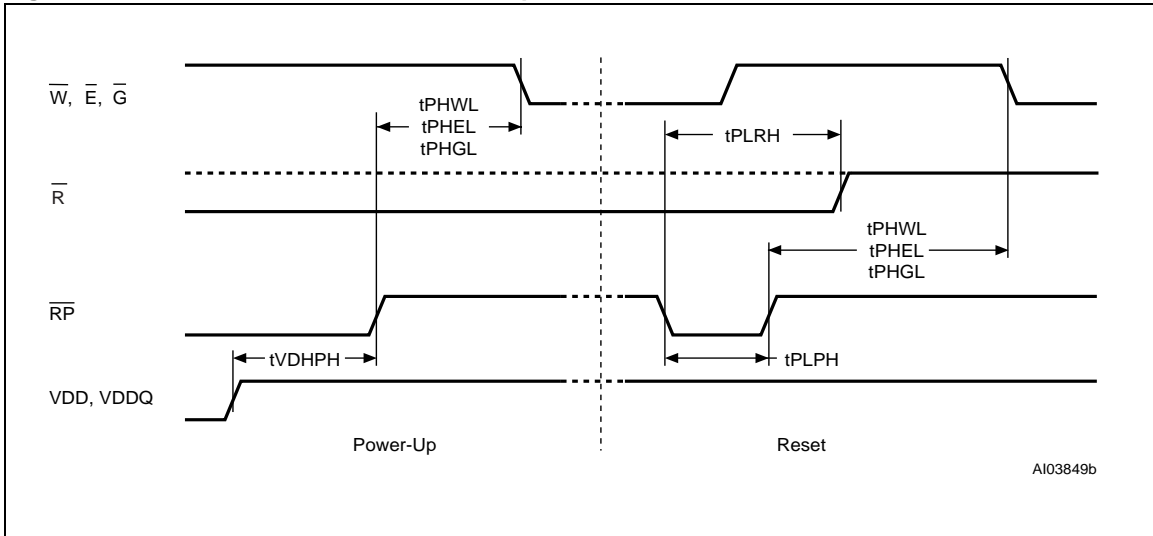 W, E, G
tPHWL
tPHEL
tPHGL
tPLRH
R
tPHWL
tPHEL
tPHGL
RP
tVDHPH
tPLPH
VDD, VDDQ
Power-Up
Reset
AI03849b